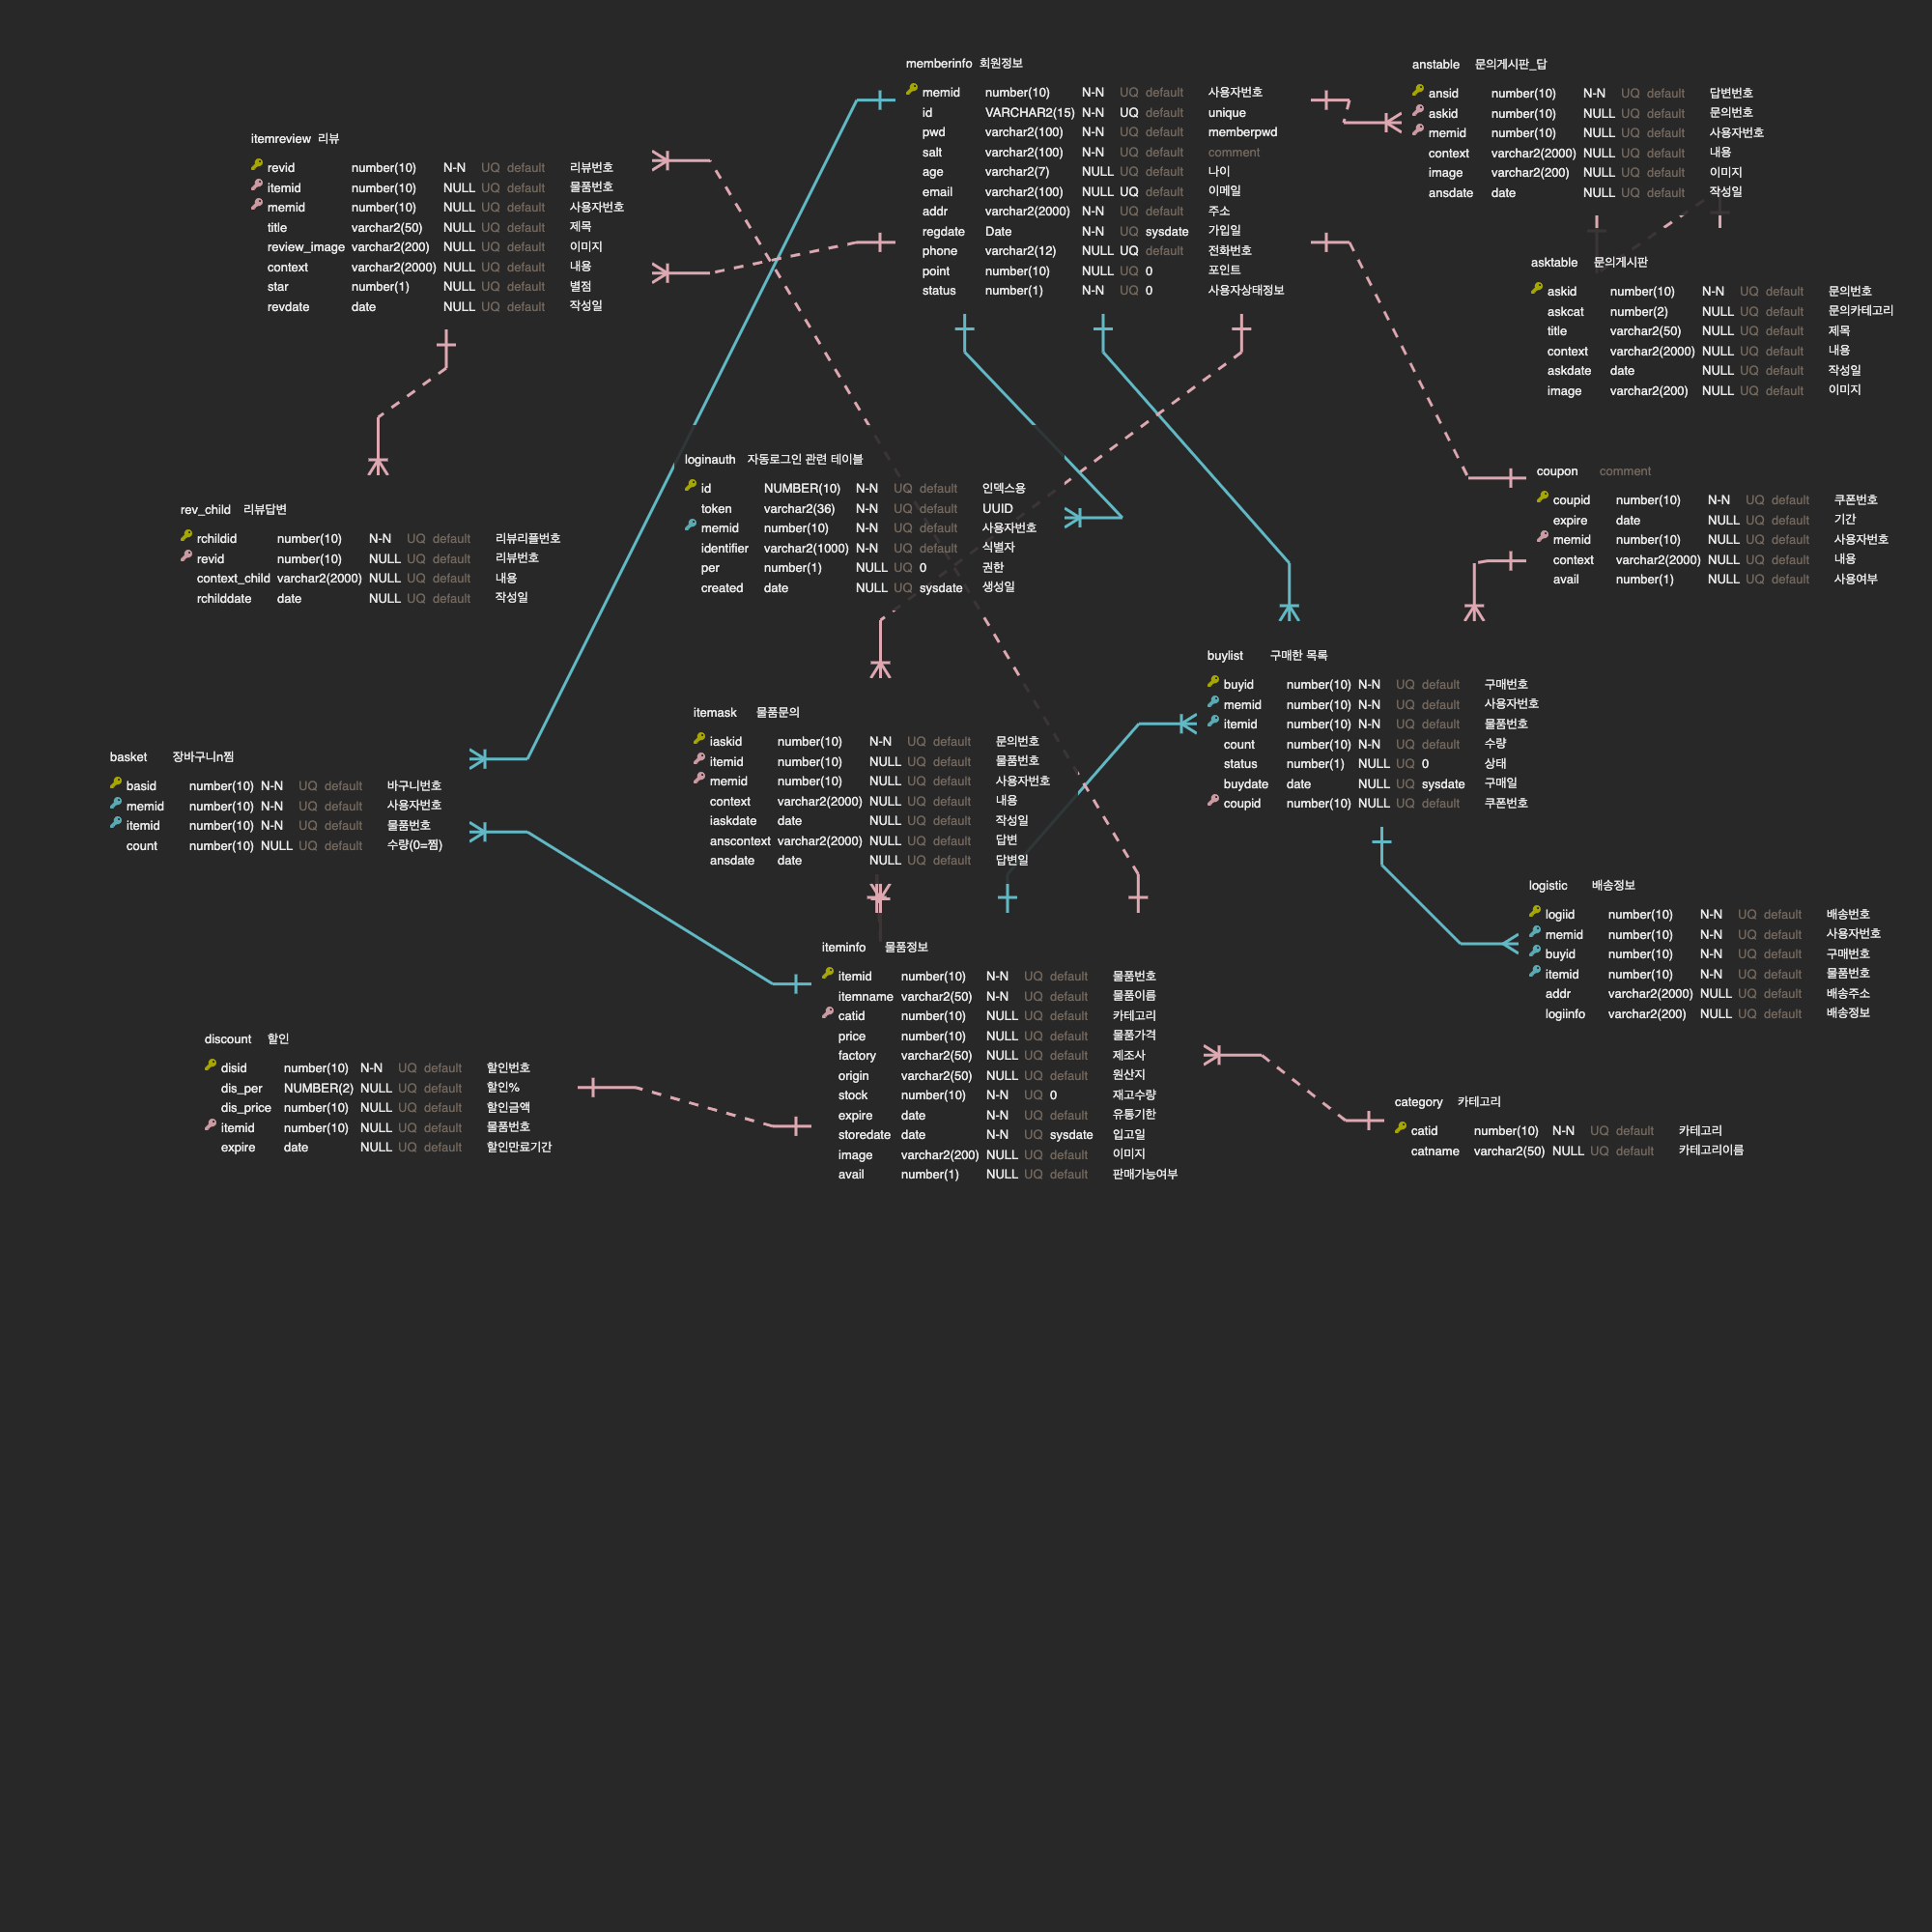 memberinfo 회원정보
memid number(10) N-N UQ default 사용자번호
id VARCHAR2(15) N-N UQ default unique
pwd varchar2(100) N-N UQ default memberpwd
salt varchar2(100) N-N UQ default comment
age varchar2(7) NULL UQ default 나이
email varchar2(100) NULL UQ default 이메일
addr varchar2(2000) N-N UQ default 주소
regdate Date N-N UQ sysdate 가입일
phone varchar2(12) NULL UQ default 전화번호
point number(10) NULL UQ 0 포인트
status number(1) N-N UQ 0 사용자상태정보
anstable 문의게시판_답
ansid number(10) N-N UQ default 답변번호
askid number(10) NULL UQ default 문의번호
memid number(10) NULL UQ default 사용자번호
context varchar2(2000) NULL UQ default 내용
image varchar2(200) NULL UQ default 이미지
ansdate date NULL UQ default 작성일
itemreview 리뷰
revid number(10) N-N UQ default 리뷰번호
itemid number(10) NULL UQ default 물품번호
memid number(10) NULL UQ default 사용자번호
title varchar2(50) NULL UQ default 제목
review_image varchar2(200) NULL UQ default 이미지
context varchar2(2000) NULL UQ default 내용
star number(1) NULL UQ default 별점
revdate date NULL UQ default 작성일
asktable 문의게시판
askid number(10) N-N UQ default 문의번호
askcat number(2) NULL UQ default 문의카테고리
title varchar2(50) NULL UQ default 제목
context varchar2(2000) NULL UQ default 내용
askdate date NULL UQ default 작성일
image varchar2(200) NULL UQ default 이미지
loginauth 자동로그인 관련 테이블
id NUMBER(10) N-N UQ default 인덱스용
token varchar2(36) N-N UQ default UUID
memid number(10) N-N UQ default 사용자번호
identifier varchar2(1000) N-N UQ default 식별자
per number(1) NULL UQ 0 권한
created date NULL UQ sysdate 생성일
coupon comment
coupid number(10) N-N UQ default 쿠폰번호
expire date NULL UQ default 기간
memid number(10) NULL UQ default 사용자번호
context varchar2(2000) NULL UQ default 내용
avail number(1) NULL UQ default 사용여부
rev_child 리뷰답변
rchildid number(10) N-N UQ default 리뷰리플번호
revid number(10) NULL UQ default 리뷰번호
context_child varchar2(2000) NULL UQ default 내용
rchilddate date NULL UQ default 작성일
buylist 구매한 목록
buyid number(10) N-N UQ default 구매번호
memid number(10) N-N UQ default 사용자번호
itemid number(10) N-N UQ default 물품번호
count number(10) N-N UQ default 수량
status number(1) NULL UQ 0 상태
buydate date NULL UQ sysdate 구매일
coupid number(10) NULL UQ default 쿠폰번호
itemask 물품문의
iaskid number(10) N-N UQ default 문의번호
itemid number(10) NULL UQ default 물품번호
memid number(10) NULL UQ default 사용자번호
context varchar2(2000) NULL UQ default 내용
iaskdate date NULL UQ default 작성일
anscontext varchar2(2000) NULL UQ default 답변
ansdate date NULL UQ default 답변일
basket 장바구니n찜
basid number(10) N-N UQ default 바구니번호
memid number(10) N-N UQ default 사용자번호
itemid number(10) N-N UQ default 물품번호
count number(10) NULL UQ default 수량(0=찜)
logistic 배송정보
logiid number(10) N-N UQ default 배송번호
memid number(10) N-N UQ default 사용자번호
buyid number(10) N-N UQ default 구매번호
itemid number(10) N-N UQ default 물품번호
addr varchar2(2000) NULL UQ default 배송주소
logiinfo varchar2(200) NULL UQ default 배송정보
iteminfo 물품정보
itemid number(10) N-N UQ default 물품번호
itemname varchar2(50) N-N UQ default 물품이름
catid number(10) NULL UQ default 카테고리
price number(10) NULL UQ default 물품가격
factory varchar2(50) NULL UQ default 제조사
origin varchar2(50) NULL UQ default 원산지
stock number(10) N-N UQ 0 재고수량
expire date N-N UQ default 유통기한
storedate date N-N UQ sysdate 입고일
image varchar2(200) NULL UQ default 이미지
avail number(1) NULL UQ default 판매가능여부
discount 할인
disid number(10) N-N UQ default 할인번호
dis_per NUMBER(2) NULL UQ default 할인%
dis_price number(10) NULL UQ default 할인금액
itemid number(10) NULL UQ default 물품번호
expire date NULL UQ default 할인만료기간
category 카테고리
catid number(10) N-N UQ default 카테고리
catname varchar2(50) NULL UQ default 카테고리이름